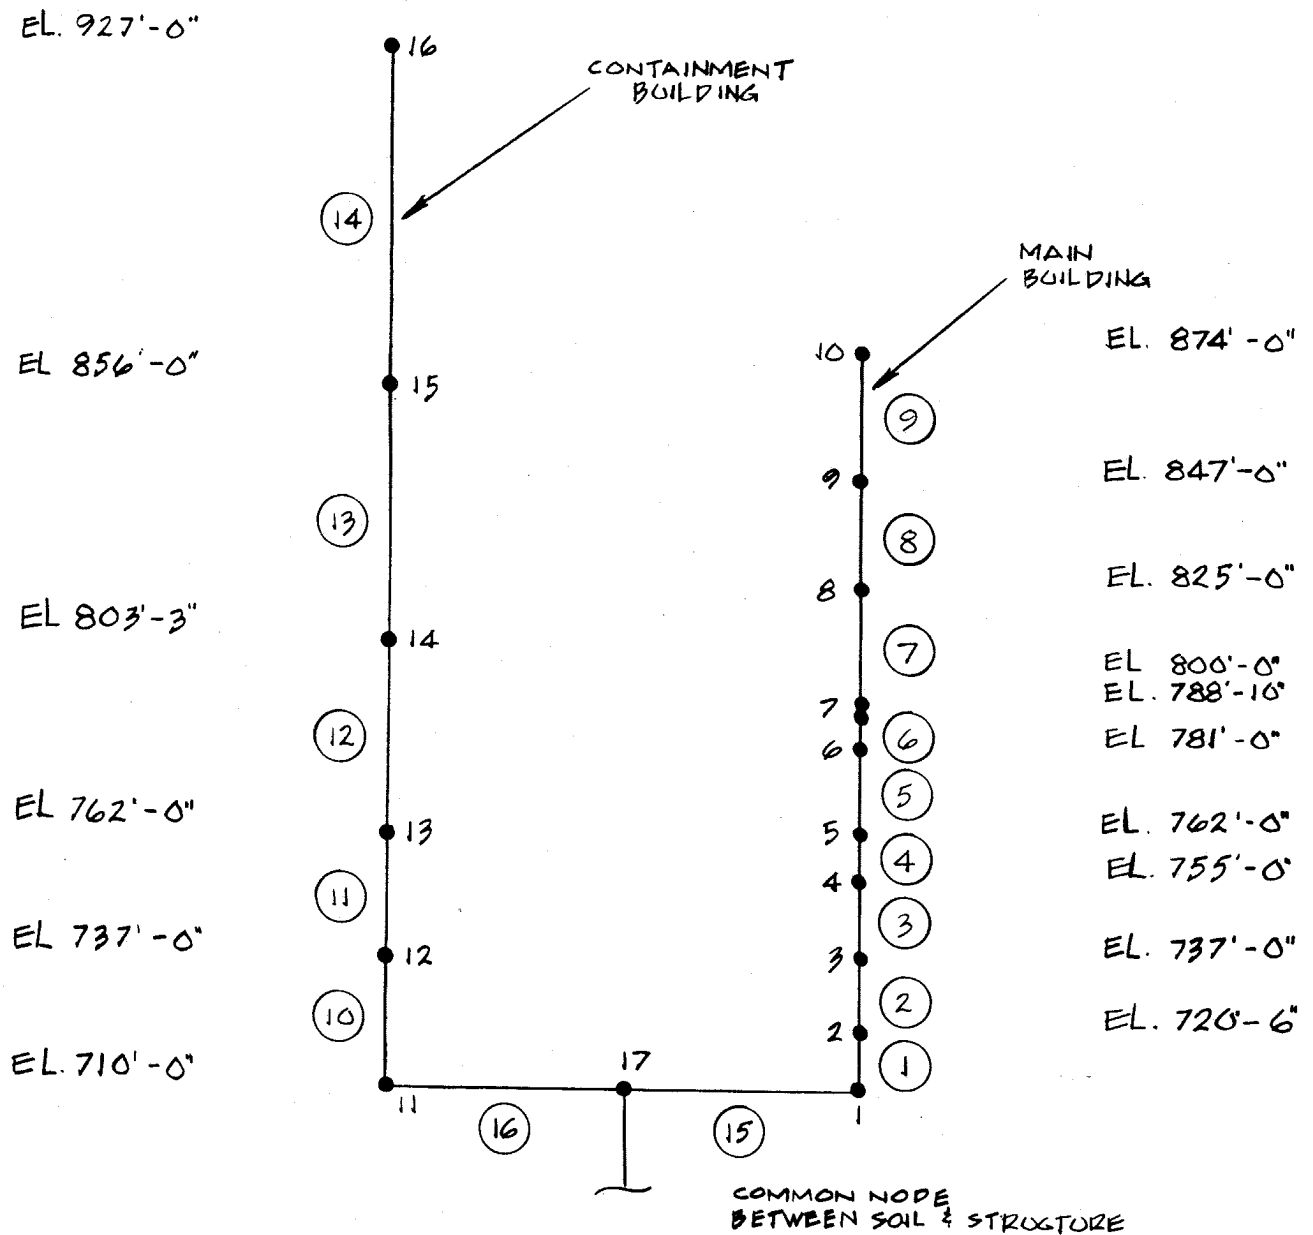 EL. 927'-0"
16
CONTAINMENT
BUILDING
14
MAIN
BUILDING
EL 856'-0"
15
10
EL. 874'-0"
9
9
EL. 847'-0"
13
8
8
EL. 825'-0"
EL 803'-3"
14
7
EL 800'-0"
EL. 788'-10"
7
12
6
6
EL 781'-0"
5
EL 762'-0"
13
5
EL. 762'-0"
4
4
EL. 755'-0"
11
3
EL 737'-0"
12
3
EL. 737'-0"
10
2
2
EL. 720'-6"
EL. 710'-0"
17
1
11
1
16
15
COMMON NODE
BETWEEN SOIL & STRUCTURE